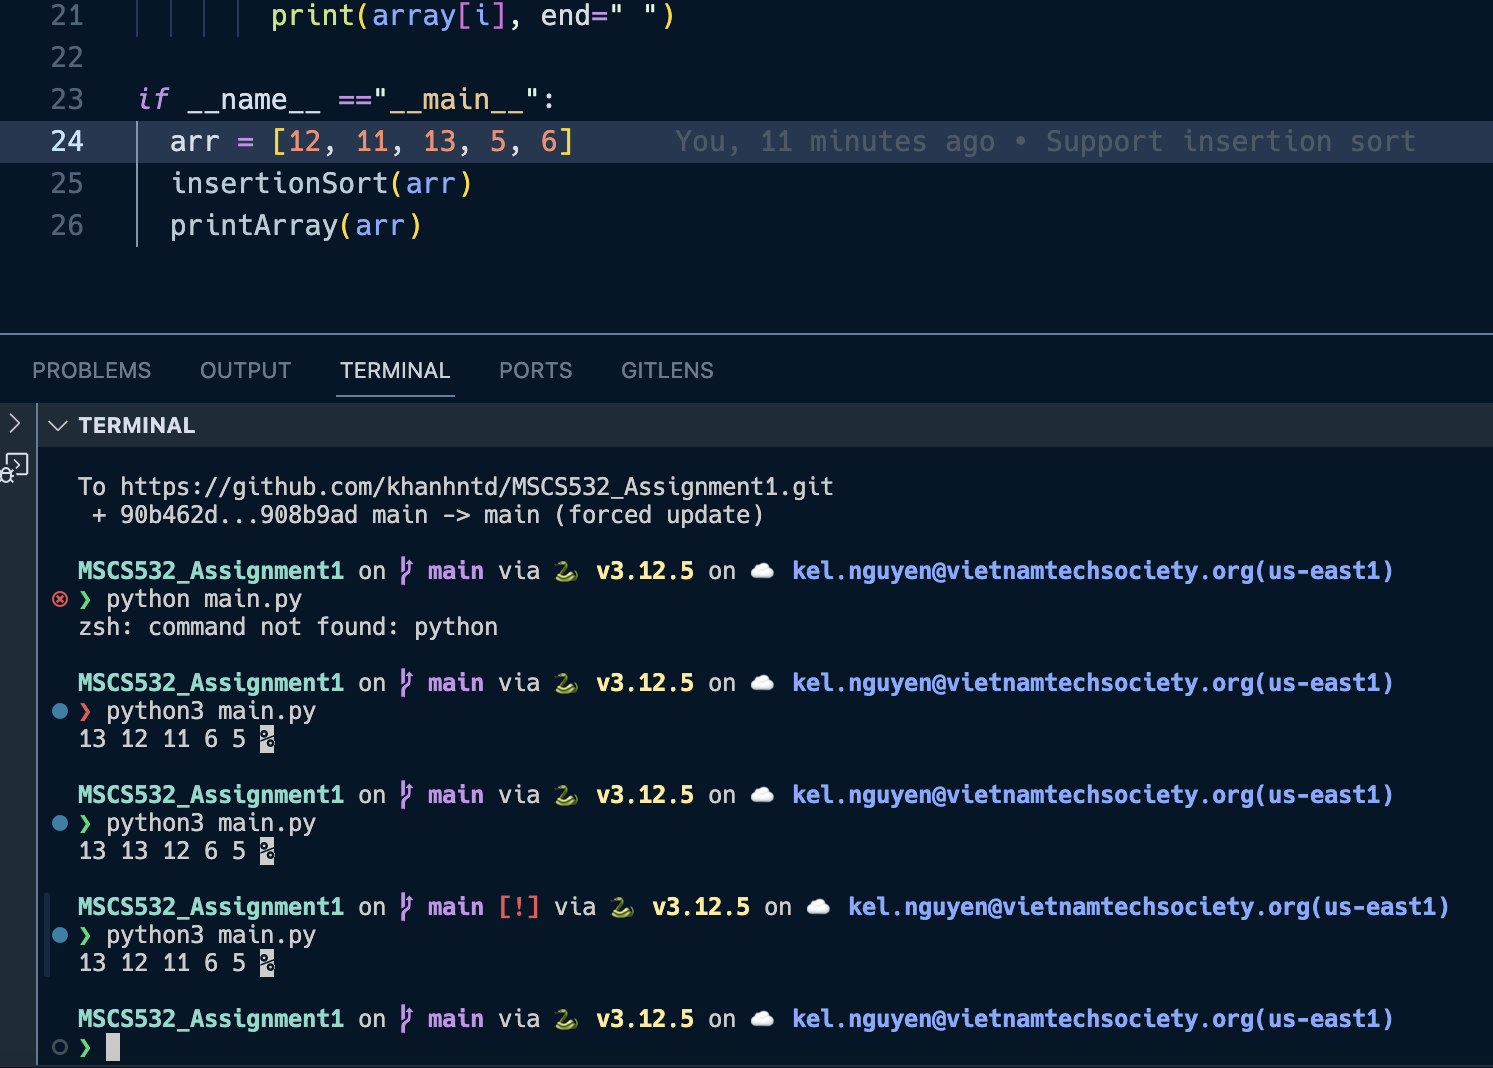 21 print(array[i], end=" ")
22
23 if __name__ =="__main__":
24 arr = [12, 11, 13, 5, 6] You, 11 minutes ago • Support insertion sort
25 insertionSort(arr)
26 printArray(arr)
PROBLEMS OUTPUT TERMINAL PORTS GITLENS
TERMINAL
To https://github.com/khanhntd/MSCS532_Assignment1.git
+ 90b462d...908b9ad main -> main (forced update)
MSCS532_Assignment1 on main via 🐍 v3.12.5 on ☁️ kel.nguyen@vietnamtechsociety.org(us-east1)
❯ python main.py
zsh: command not found: python
MSCS532_Assignment1 on main via 🐍 v3.12.5 on ☁️ kel.nguyen@vietnamtechsociety.org(us-east1)
❯ python3 main.py
13 12 11 6 5 %
MSCS532_Assignment1 on main via 🐍 v3.12.5 on ☁️ kel.nguyen@vietnamtechsociety.org(us-east1)
❯ python3 main.py
13 13 12 6 5 %
MSCS532_Assignment1 on main [!] via 🐍 v3.12.5 on ☁️ kel.nguyen@vietnamtechsociety.org(us-east1)
❯ python3 main.py
13 12 11 6 5 %
MSCS532_Assignment1 on main via 🐍 v3.12.5 on ☁️ kel.nguyen@vietnamtechsociety.org(us-east1)
❯